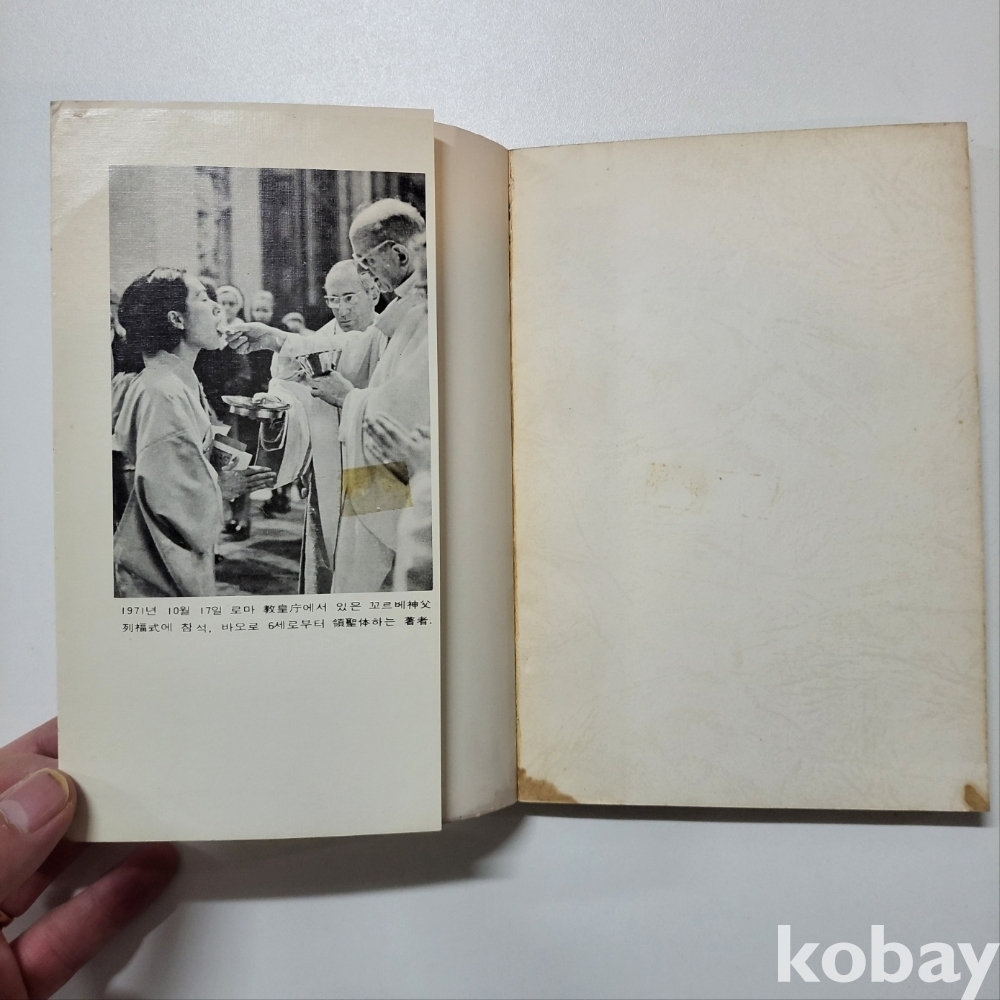 1971년 10월 17일 로마 教皇庁에서 있은 꼬르베神父
列福式에 참석, 바오로 6세로부터 領聖体하는 著者.
kobay